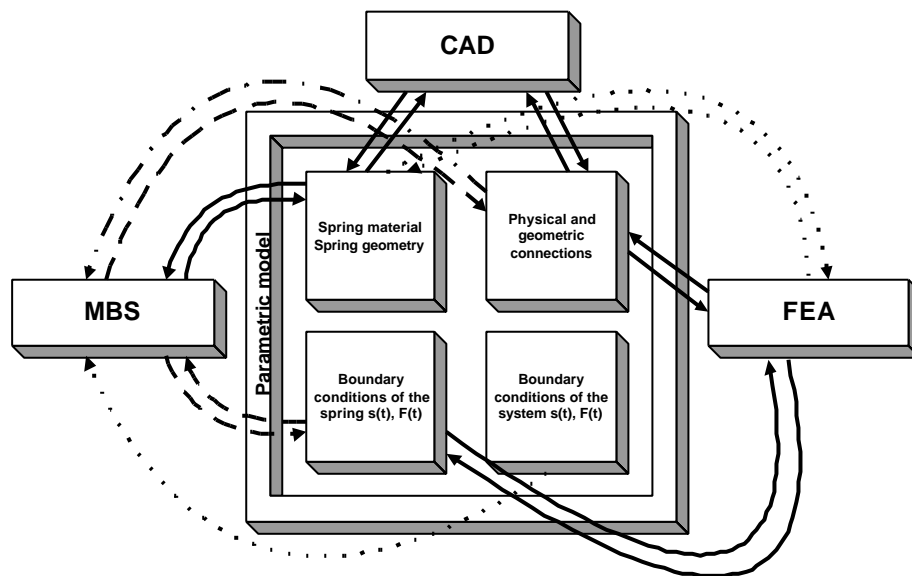 CAD
Parametric model
Spring material
Spring geometry
Physical and
geometric
connections
MBS
FEA
Boundary
conditions of the
spring s(t), F(t)
Boundary
conditions of the
system s(t), F(t)